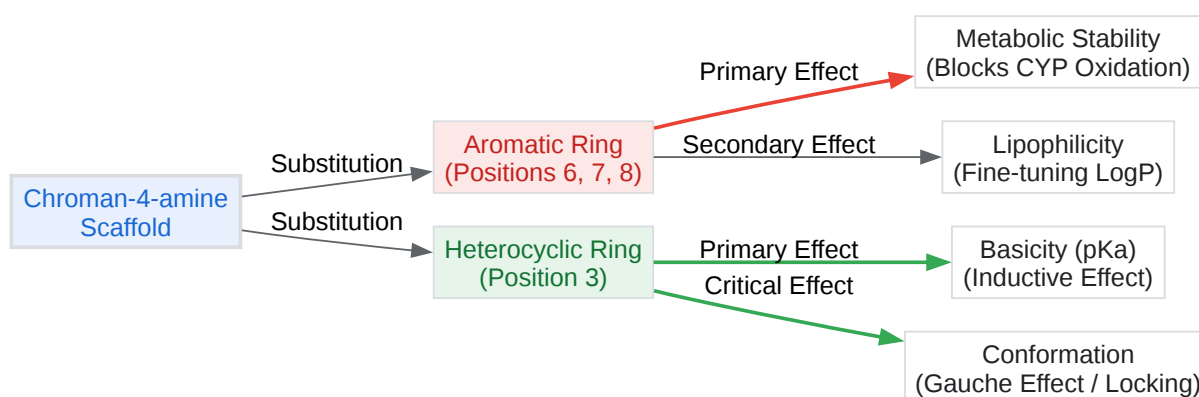 Chroman-4-amine
Scaffold
Substitution
Substitution
Aromatic Ring
(Positions 6, 7, 8)
Heterocyclic Ring
(Position 3)
Primary Effect
Secondary Effect
Primary Effect
Critical Effect
Metabolic Stability
(Blocks CYP Oxidation)
Lipophilicity
(Fine-tuning LogP)
Basicity (pKa)
(Inductive Effect)
Conformation
(Gauche Effect / Locking)